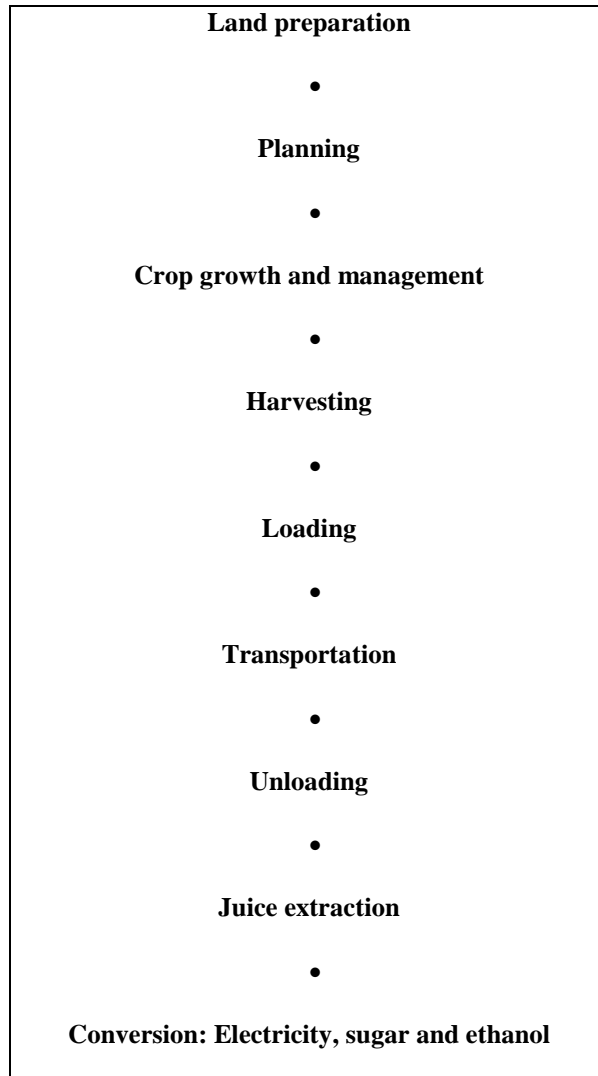 Land preparation
•
Planning
•
Crop growth and management
•
Harvesting
•
Loading
•
Transportation
•
Unloading
•
Juice extraction
•
Conversion: Electricity, sugar and ethanol